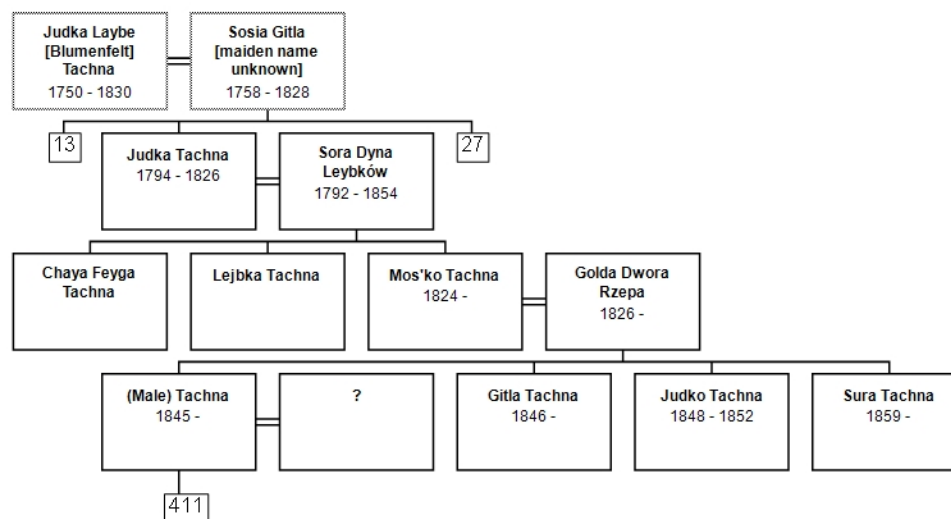 Judka Laybe
[Blumenfelt]
Tachna
1750 - 1830
Sosia Gitla
[maiden name
unknown]
1758 - 1828
13
27
Judka Tachna
1794 - 1826
Sora Dyna
Leybków
1792 - 1854
Chaya Feyga
Tachna
Lejbka Tachna
Mos'ko Tachna
1824 -
Golda Dwora
Rzepa
1826 -
(Male) Tachna
1845 -
?
Gitla Tachna
1846 -
Judko Tachna
1848 - 1852
Sura Tachna
1859 -
411